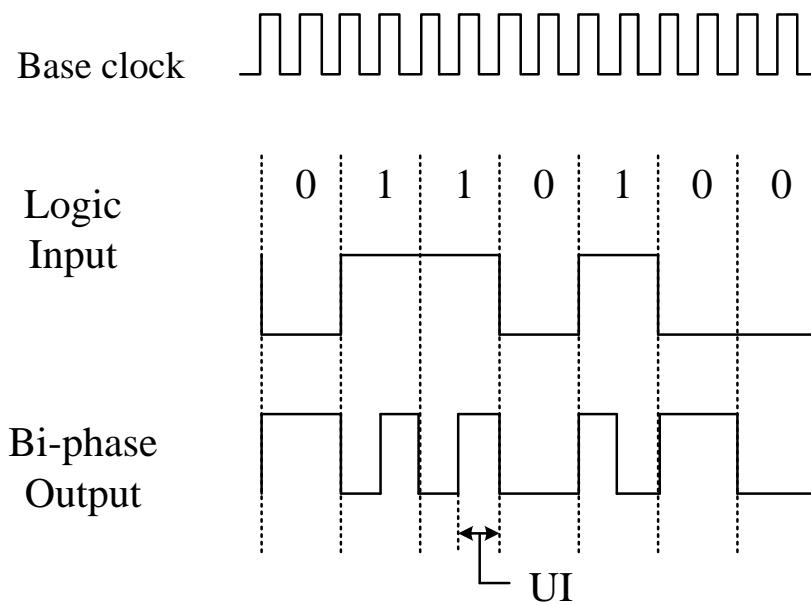 Base clock
0 1 1 0 1 0 0
Logic
Input
Bi-phase
Output
UI